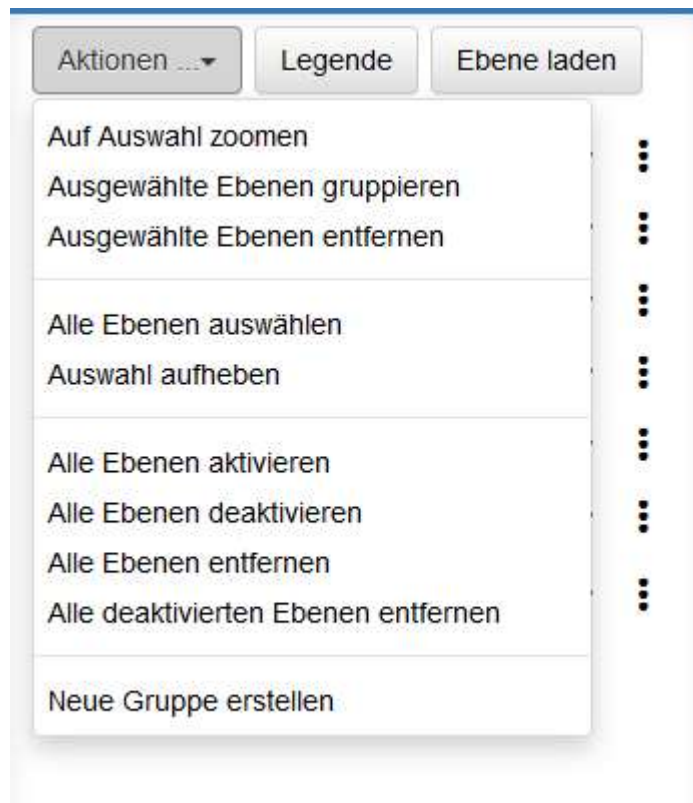 Aktionen ... Legende Ebene laden
Auf Auswahl zoomen
Ausgewählte Ebenen gruppieren
Ausgewählte Ebenen entfernen
Alle Ebenen auswählen
Auswahl aufheben
Alle Ebenen aktivieren
Alle Ebenen deaktivieren
Alle Ebenen entfernen
Alle deaktivierten Ebenen entfernen
Neue Gruppe erstellen